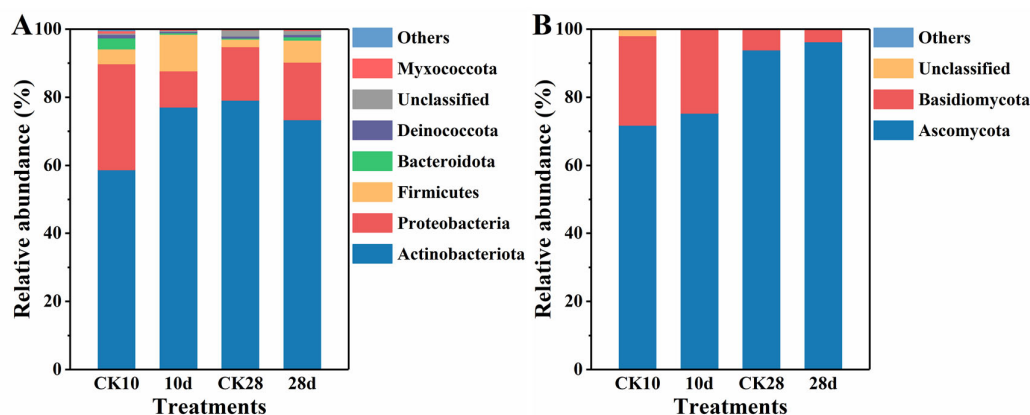 A
Relative abundance (%)
100
80
60
40
20
0
CK10 10d CK28 28d
Treatments
Others
Myxococcota
Unclassified
Deinococcota
Bacteroidota
Firmicutes
Proteobacteria
Actinobacteriota
B
Relative abundance (%)
100
80
60
40
20
0
CK10 10d CK28 28d
Treatments
Others
Unclassified
Basidiomycota
Ascomycota